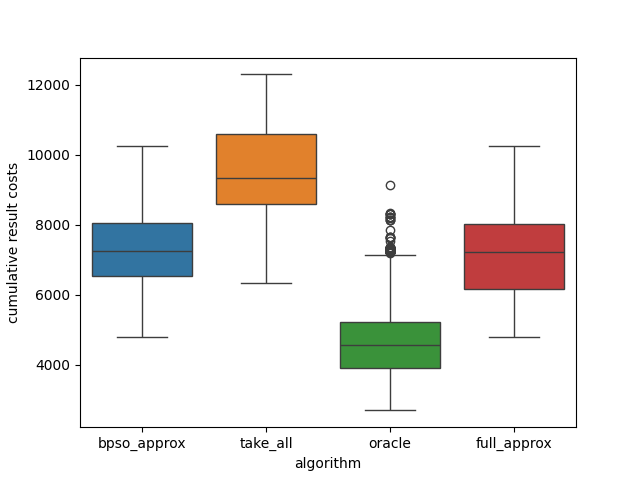 12000
10000
8000
6000
4000
cumulative result costs
bpso_approx
take_all
oracle
full_approx
algorithm